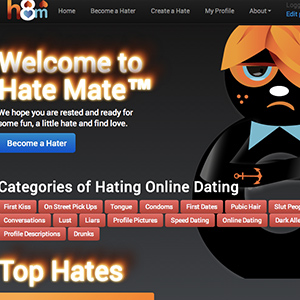 h8m
Home Become a Hater Create a Hate My Profile About
Logg
Edit
Welcome to
Hate Mate™
We hope you are rested and ready for
some fun, a little hate and find love.
Become a Hater
Categories of Hating Online Dating
First Kiss On Street Pick Ups Tongue Condoms First Dates Pubic Hair Slut Peop
Conversations Lust Liars Profile Pictures Speed Dating Online Dating Dark Alle
Profile Descriptions Drunks
Top Hates